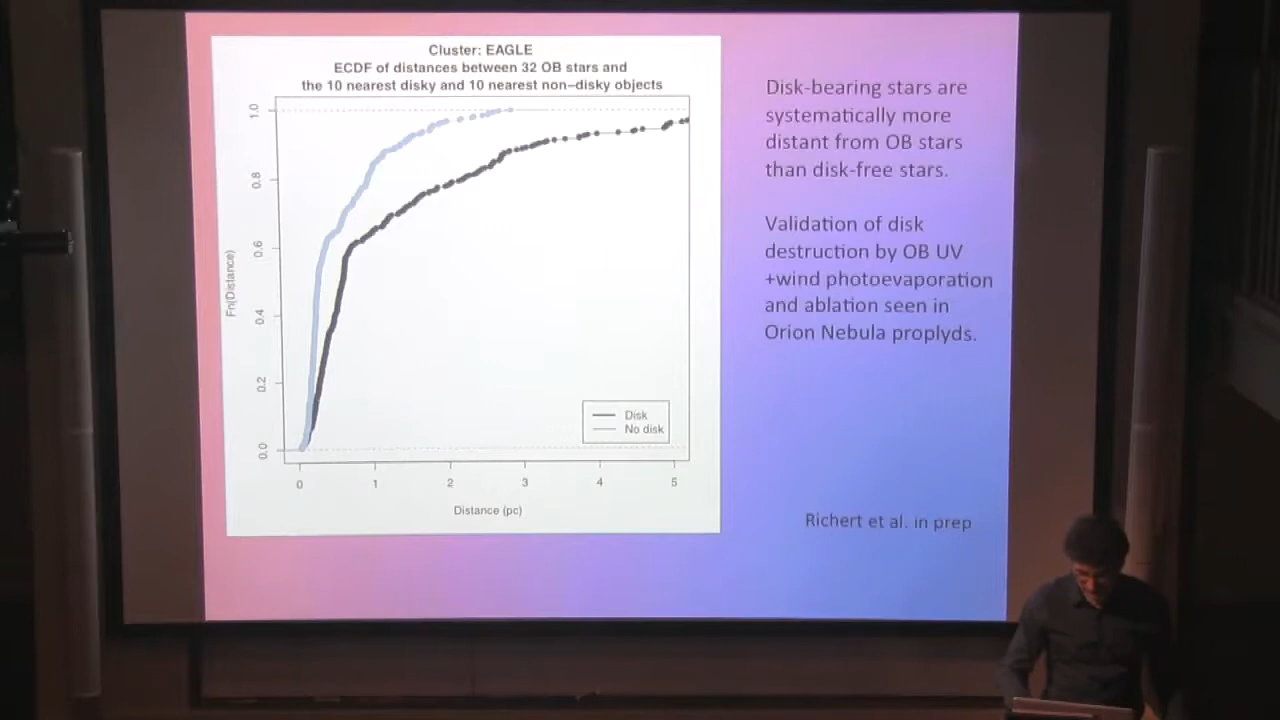 Cluster: EAGLE
ECDF of distances between 32 OB stars and
the 10 nearest disky and 10 nearest non–disky objects
Fn(Distance)
1.0
0.8
0.6
0.4
0.2
0.0
Disk
No disk
0 1 2 3 4 5
Distance (pc)
Disk-bearing stars are
systematically more
distant from OB stars
than disk-free stars.
Validation of disk
destruction by OB UV
+wind photoevaporation
and ablation seen in
Orion Nebula proplyds.
Richert et al. in prep